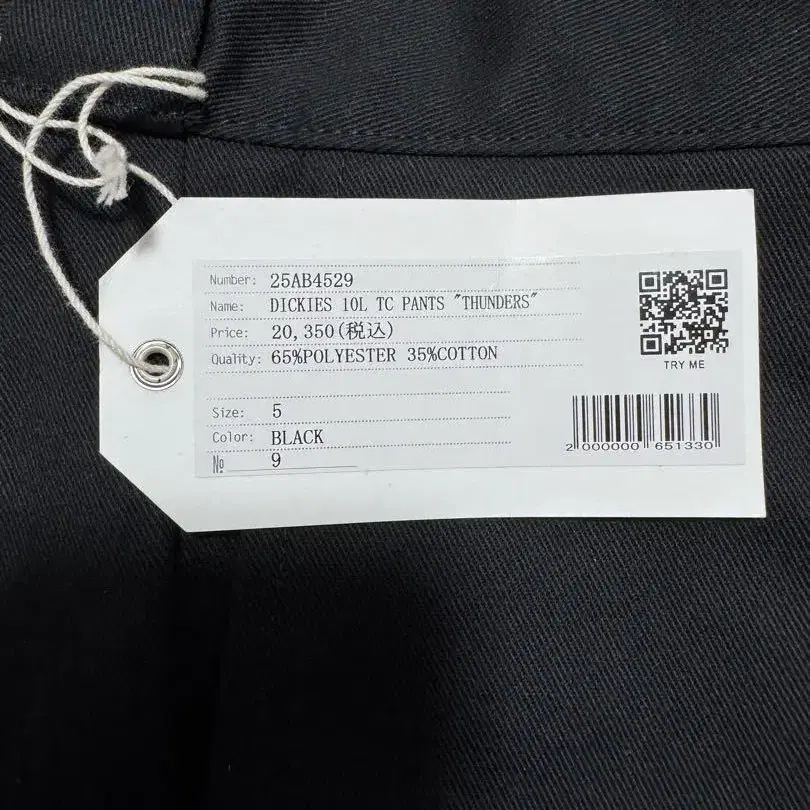 Number: 25AB4529
Name: DICKIES 10L TC PANTS "THUNDERS"
Price: 20,350(税込)
Quality: 65%POLYESTER 35%COTTON
Size: 5
Color: BLACK
№ 9
TRY ME
2 000000 651330